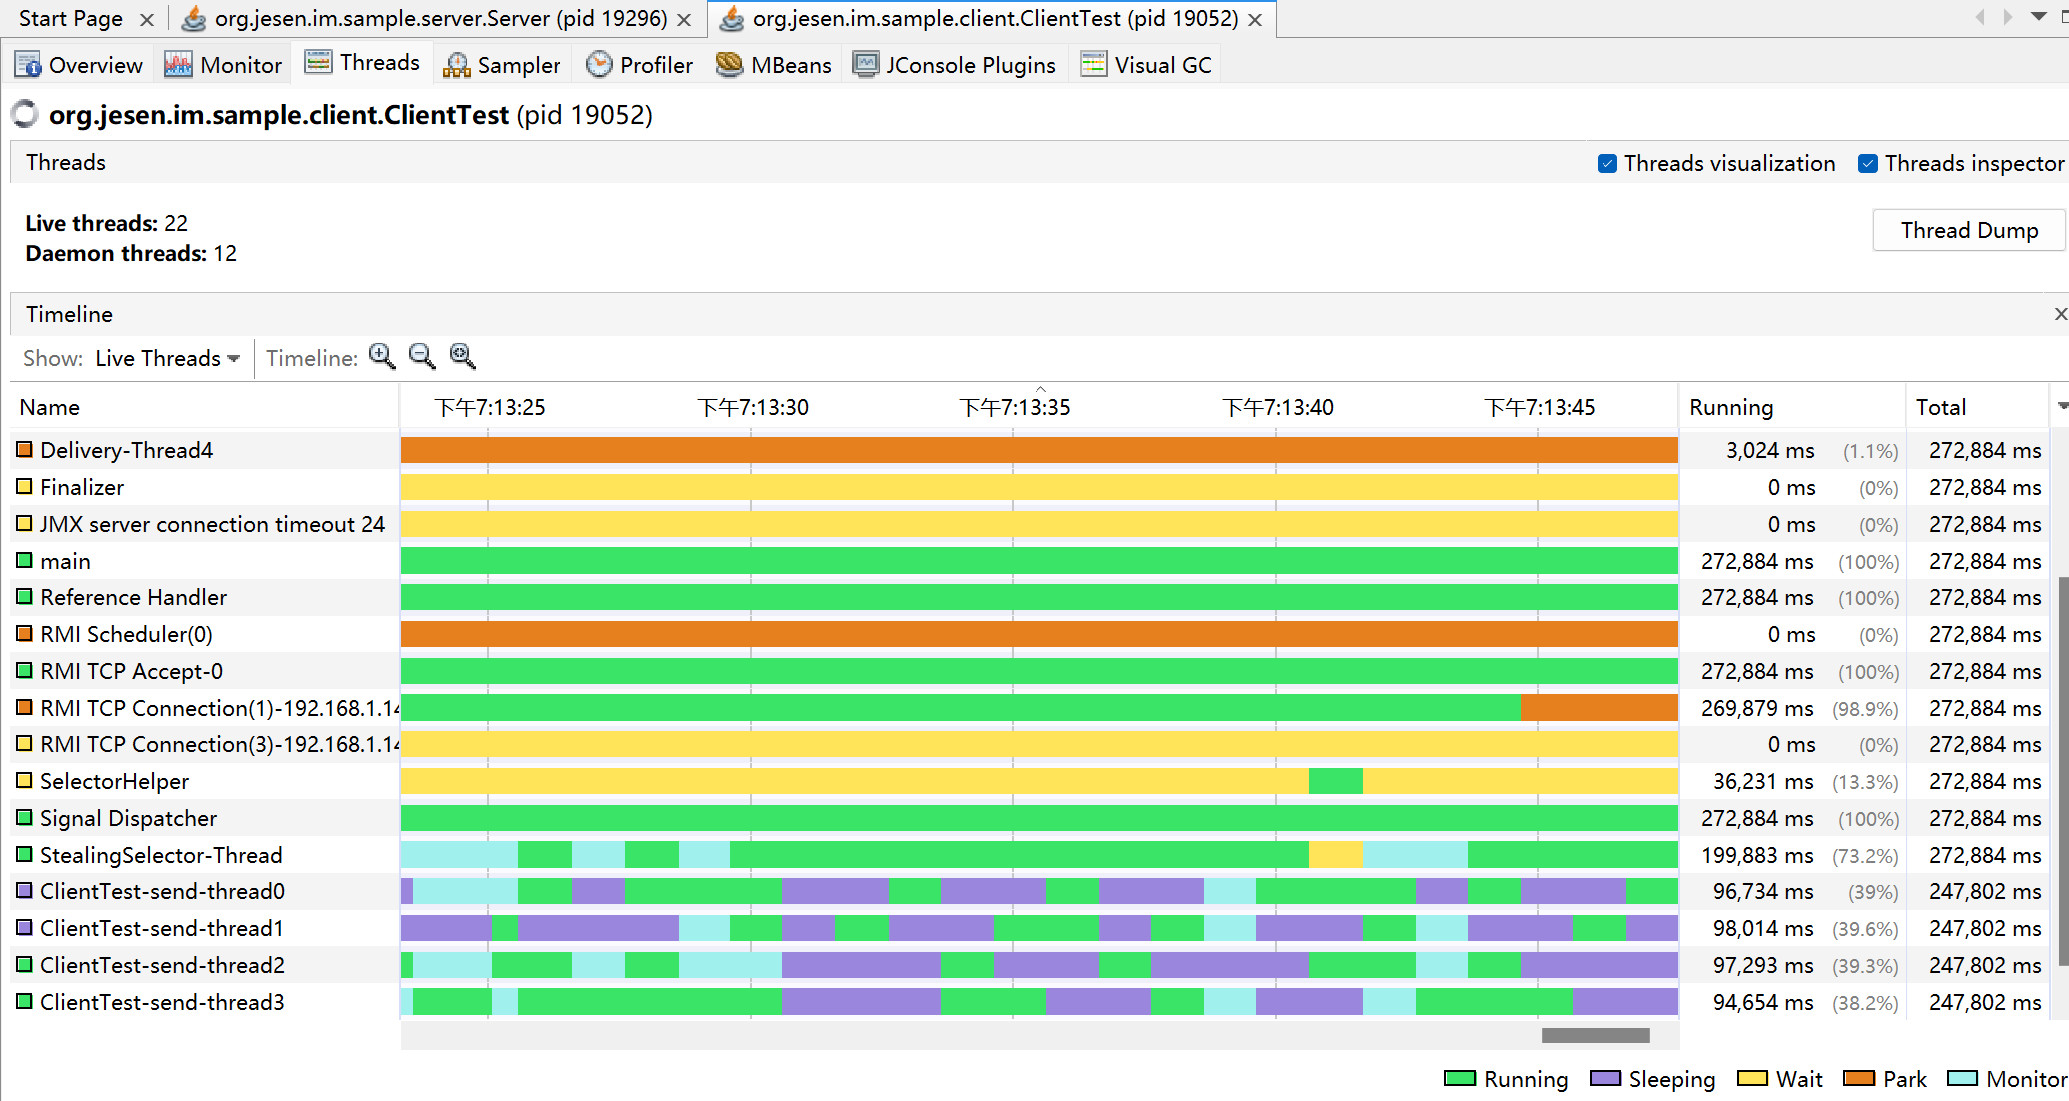 Start Page
org.jesen.im.sample.server.Server (pid 19296)
org.jesen.im.sample.client.ClientTest (pid 19052)
Overview
Monitor
Threads
Sampler
Profiler
MBeans
JConsole Plugins
Visual GC
org.jesen.im.sample.client.ClientTest (pid 19052)
Threads
Threads visualization
Threads inspector
Live threads: 22
Daemon threads: 12
Thread Dump
Timeline
Show: Live Threads
Timeline:
Name 下午7:13:25 下午7:13:30 下午7:13:35 下午7:13:40 下午7:13:45 Running Total
Delivery-Thread4 3,024 ms (1.1%) 272,884 ms
Finalizer 0 ms (0%) 272,884 ms
JMX server connection timeout 24 0 ms (0%) 272,884 ms
main 272,884 ms (100%) 272,884 ms
Reference Handler 272,884 ms (100%) 272,884 ms
RMI Scheduler(0) 0 ms (0%) 272,884 ms
RMI TCP Accept-0 272,884 ms (100%) 272,884 ms
RMI TCP Connection(1)-192.168.1.14 269,879 ms (98.9%) 272,884 ms
RMI TCP Connection(3)-192.168.1.14 0 ms (0%) 272,884 ms
SelectorHelper 36,231 ms (13.3%) 272,884 ms
Signal Dispatcher 272,884 ms (100%) 272,884 ms
StealingSelector-Thread 199,883 ms (73.2%) 272,884 ms
ClientTest-send-thread0 96,734 ms (39%) 247,802 ms
ClientTest-send-thread1 98,014 ms (39.6%) 247,802 ms
ClientTest-send-thread2 97,293 ms (39.3%) 247,802 ms
ClientTest-send-thread3 94,654 ms (38.2%) 247,802 ms
Running Sleeping Wait Park Monitor